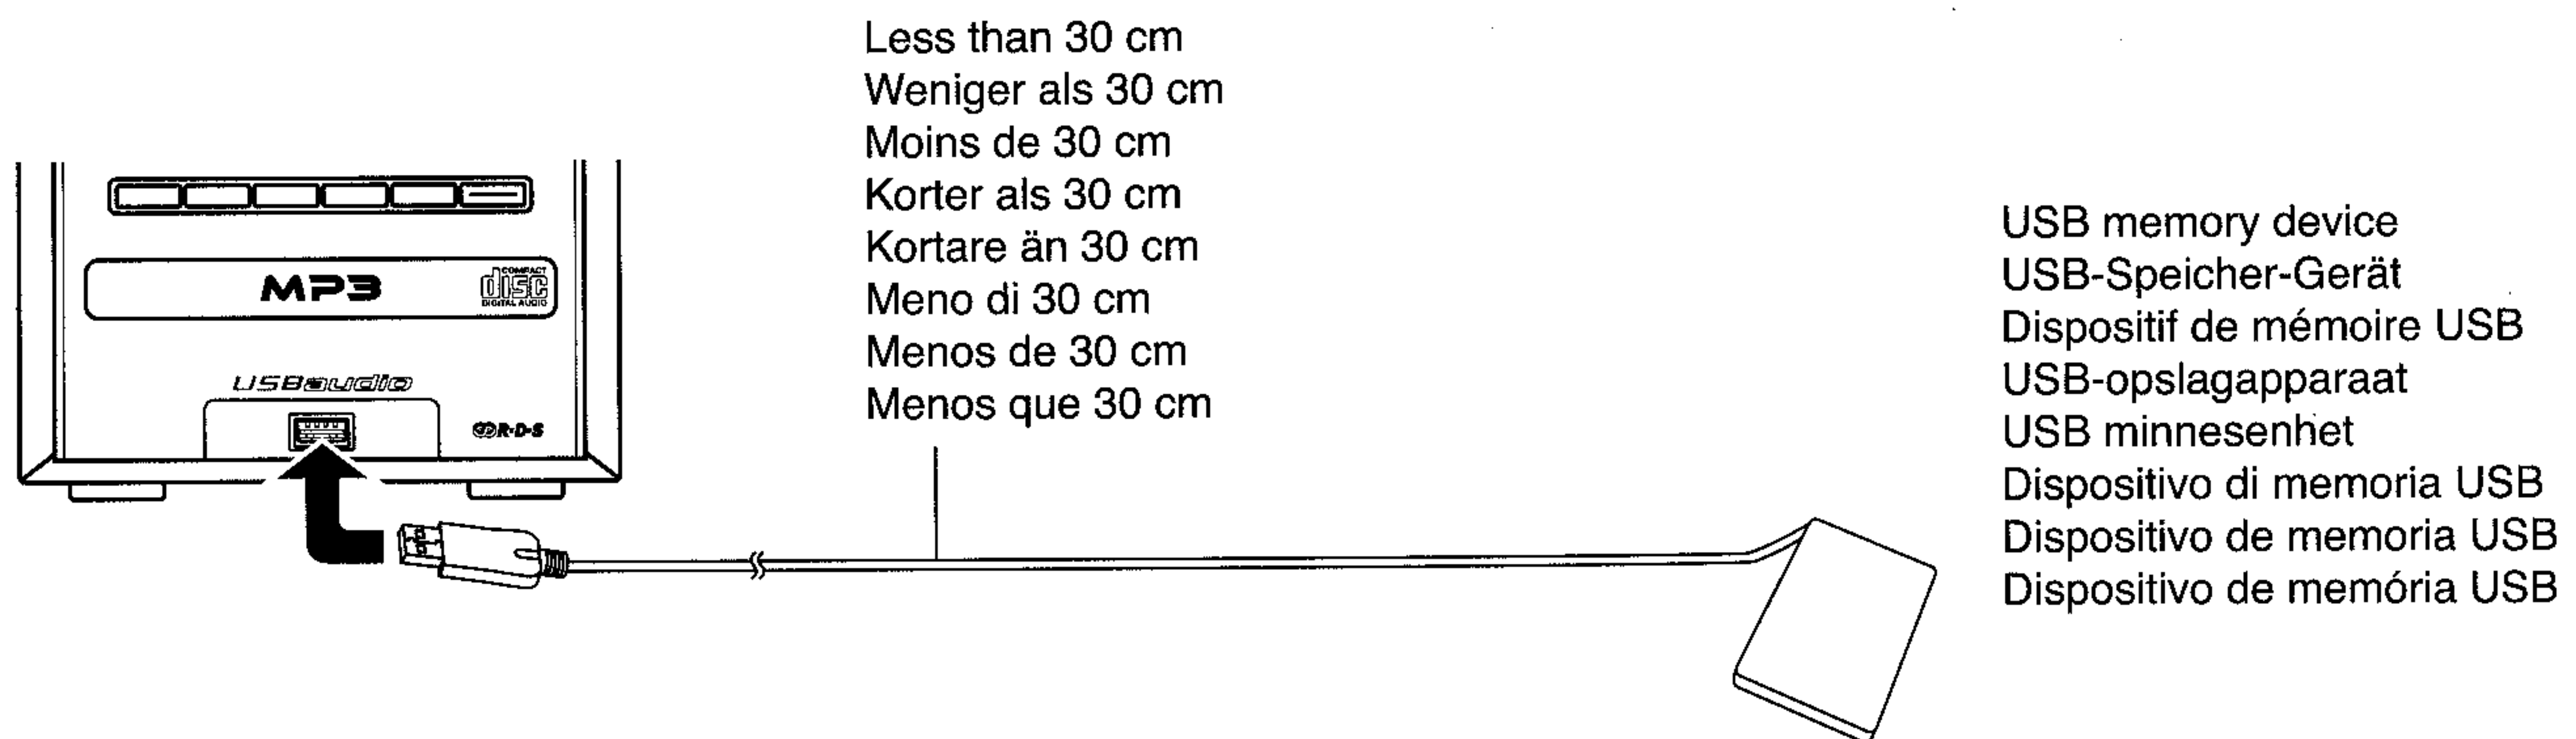 Less than 30 cm
Weniger als 30 cm
Moins de 30 cm
Korter als 30 cm
Kortare än 30 cm
Meno di 30 cm
Menos de 30 cm
Menos que 30 cm
MP3
COMPACT
disc
DIGITAL AUDIO
USBaudio
R·D·S
USB memory device
USB-Speicher-Gerät
Dispositif de mémoire USB
USB-opslagapparaat
USB minnesenhet
Dispositivo di memoria USB
Dispositivo de memoria USB
Dispositivo de memória USB